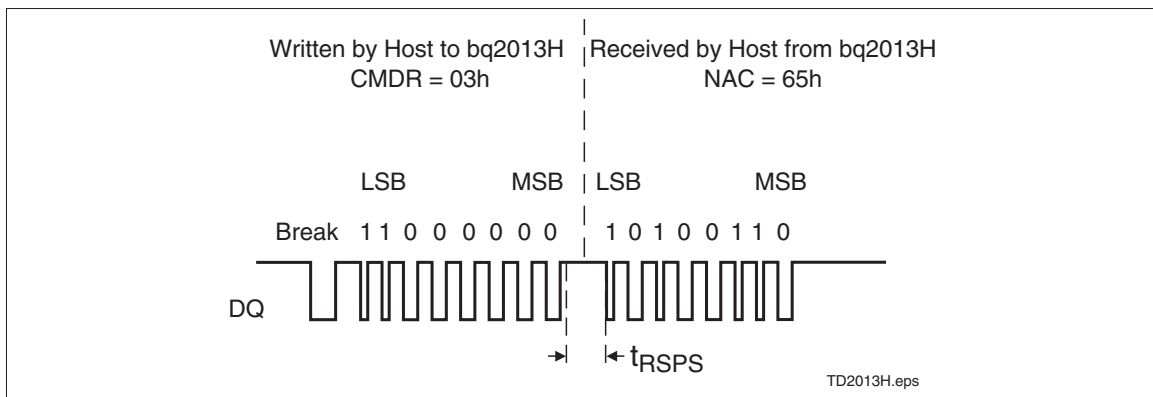 Written by Host to bq2013H
CMDR = 03h
Received by Host from bq2013H
NAC = 65h
LSB MSB LSB MSB
Break 1 1 0 0 0 0 0 0 1 0 1 0 0 1 1 0
DQ
tRSPS
TD2013H.eps